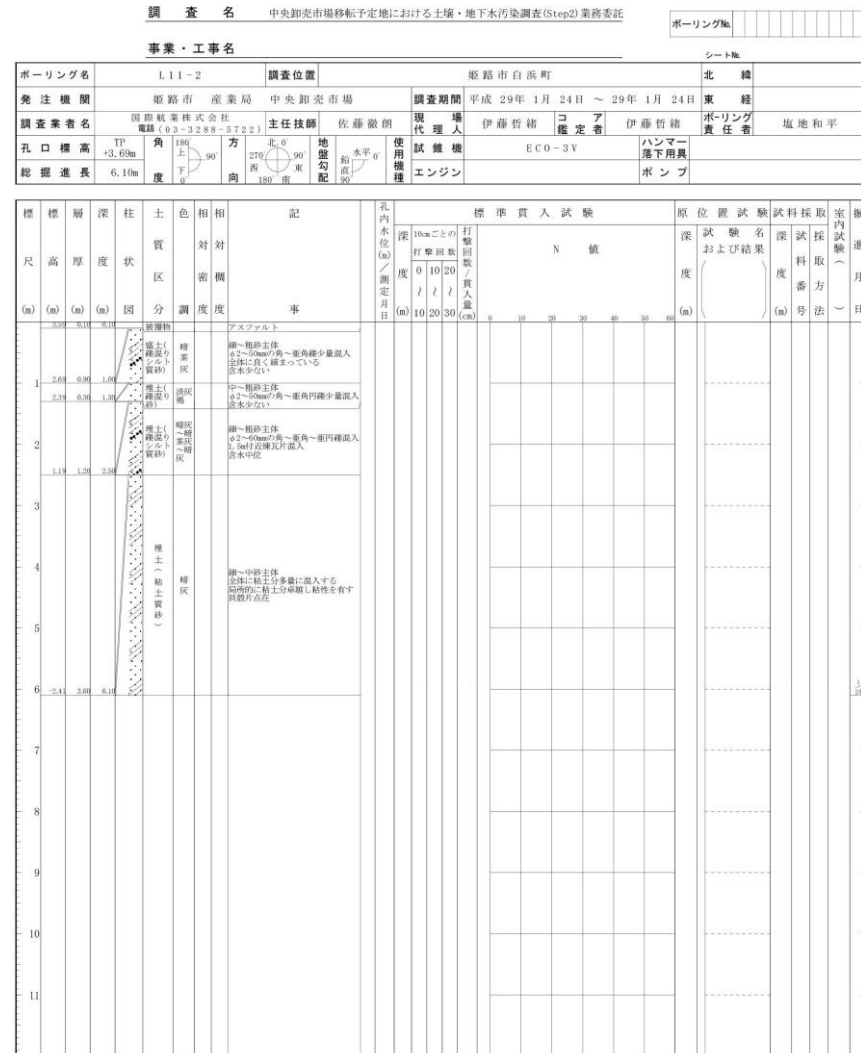 調査名 中央卸売市場移転予定地における土壌・地下水汚染調査(Step2)業務委託
ボーリングNo.
事業・工事名
シートNo.
ボーリング名 L11-2 調査位置 姫路市白浜町 北緯
発注機関 姫路市 産業局 中央卸売市場 調査期間 平成 29年 1月 24日 ~ 29年 1月 24日 東経
調査業者名 国際航業株式会社 電話(03-3288-5722) 主任技師 佐藤徹朗 現場代理人 伊藤哲緒 コア鑑定者 伊藤哲緒 ボーリング責任者 塩地和平
孔口標高 TP +3.69m 角度 180° 上 下 0° 90° 方向 北 0° 270° 西 90° 東 180° 南 地盤勾配 水平 0° 鉛直 90° 使用機種 試錐機 ECO-3V ハンマー落下用具
総掘進長 6.10m エンジン ポンプ
標尺(m) 標高(m) 層厚(m) 深度(m) 柱状図 土質区分 色調 相対密度 相対稠度 記事 孔内水位(m)/測定月日 標準貫入試験 原位置試験 試料採取 室内試験( ) 掘進月日
深度(m) 10cmごとの打撃回数 0~10 10~20 20~30 打撃回数/貫入量(cm) N値 深度(m) 試験名および結果 深度(m) 試料番号 採取方法
0 10 20 30 40 50 60
3.59 0.10 0.10 被覆物 アスファルト
盛土(礫混りシルト質砂) 暗茶灰 細~粗砂主体
φ2~50mmの角~亜角礫少量混入
全体に良く締まっている
含水少ない
1 2.69 0.90 1.00
埋土(礫混り砂) 淡灰褐 中~粗砂主体
φ2~50mmの角~亜角円礫少量混入
含水少ない
2.39 0.30 1.30
埋土(礫混りシルト質砂) 暗灰~暗茶灰~暗灰 細~粗砂主体
φ2~60mmの角~亜角~亜円礫混入
1.5m付近煉瓦片混入
含水中位
2
1.19 1.20 2.50
3
4
埋土(粘土質砂) 暗灰 細~中砂主体
全体に粘土分多量に混入する
局所的に粘土分卓越し粘性を有す
貝殻片点在
5
6 -2.41 3.60 6.10
7
8
9
10
11